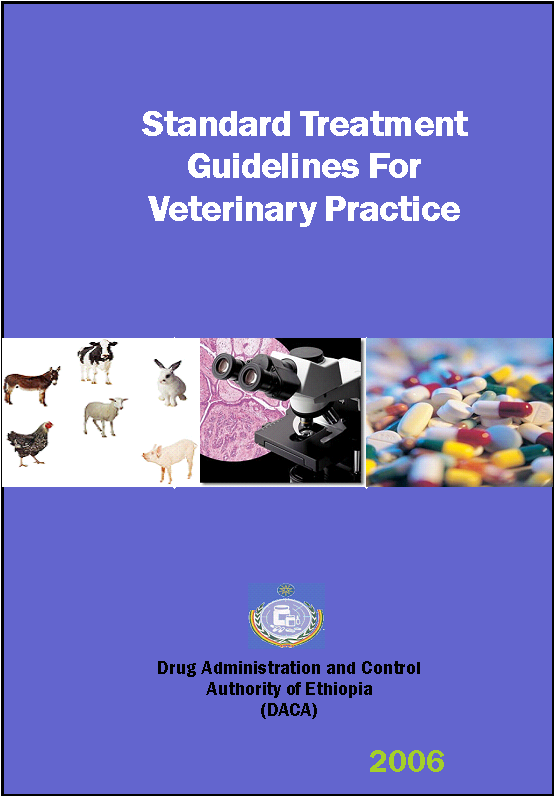 Standard Treatment
Guidelines For
Veterinary Practice
Drug Administration and Control
Authority of Ethiopia
(DACA)
2006